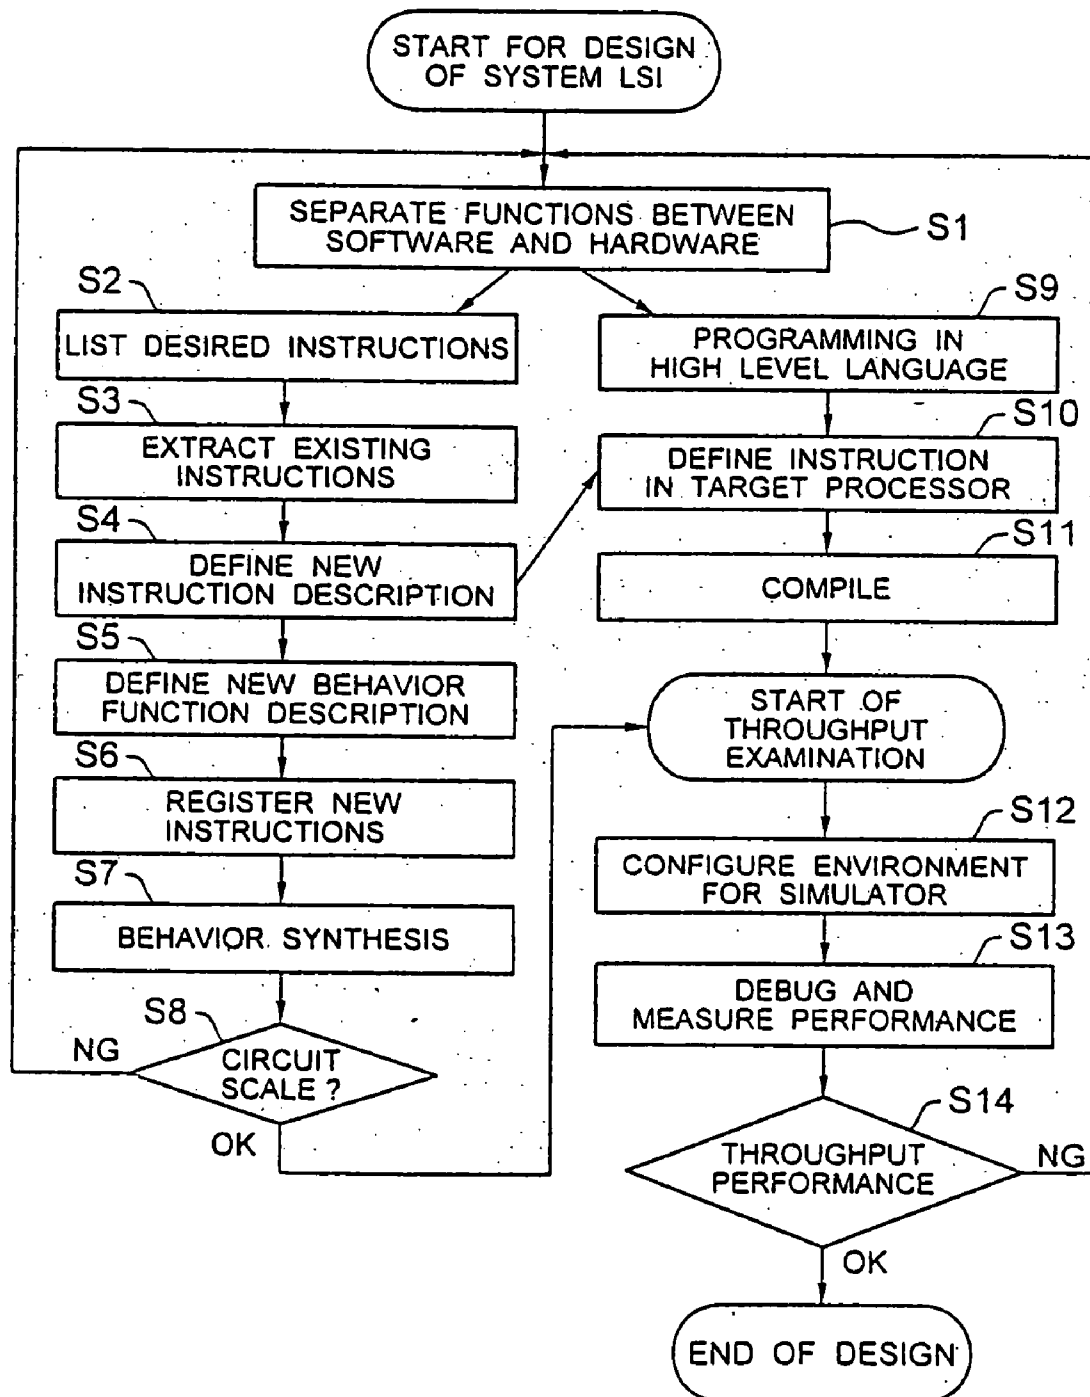 START FOR DESIGN
OF SYSTEM LSI
SEPARATE FUNCTIONS BETWEEN
SOFTWARE AND HARDWARE
S1
S2
LIST DESIRED INSTRUCTIONS
S3
EXTRACT EXISTING
INSTRUCTIONS
S4
DEFINE NEW
INSTRUCTION DESCRIPTION
S5
DEFINE NEW BEHAVIOR
FUNCTION DESCRIPTION
S6
REGISTER NEW
INSTRUCTIONS
S7
BEHAVIOR SYNTHESIS
S8
NG
CIRCUIT
SCALE ?
OK
S9
PROGRAMMING IN
HIGH LEVEL LANGUAGE
S10
DEFINE INSTRUCTION
IN TARGET PROCESSOR
S11
COMPILE
START OF
THROUGHPUT
EXAMINATION
S12
CONFIGURE ENVIRONMENT
FOR SIMULATOR
S13
DEBUG AND
MEASURE PERFORMANCE
S14
THROUGHPUT
PERFORMANCE
NG
OK
END OF DESIGN